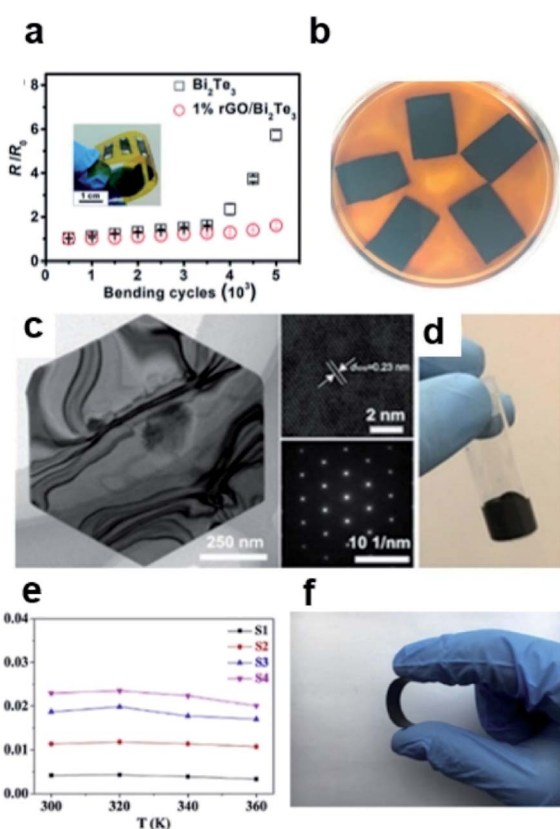 a
b
8
6
4
2
0
R/R₀
Bi₂Te₃
1% rGO/Bi₂Te₃
1 cm
0 1 2 3 4 5
Bending cycles (10³)
c
d
=0.23 nm
2 nm
250 nm
10 1/nm
e
f
0.04
0.03
0.02
0.01
0.00
S1
S2
S3
S4
300 320 340 360
T (K)